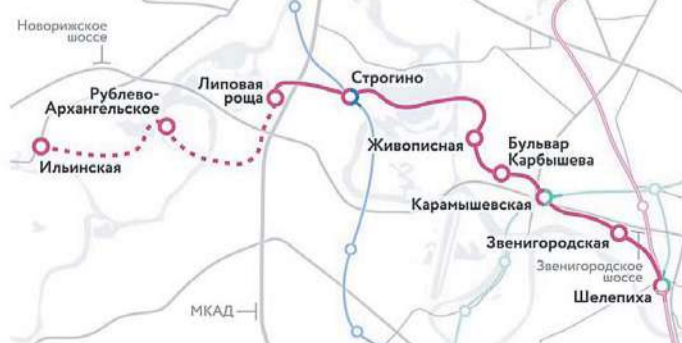 Новорижское
шоссе
Рублево-
Архангельское
Липовая
роща
Строгино
Ильинская
Живописная
Бульвар
Карбышева
Карамышевская
Звенигородская
Звенигородское
шоссе
Шелепиха
МКАД